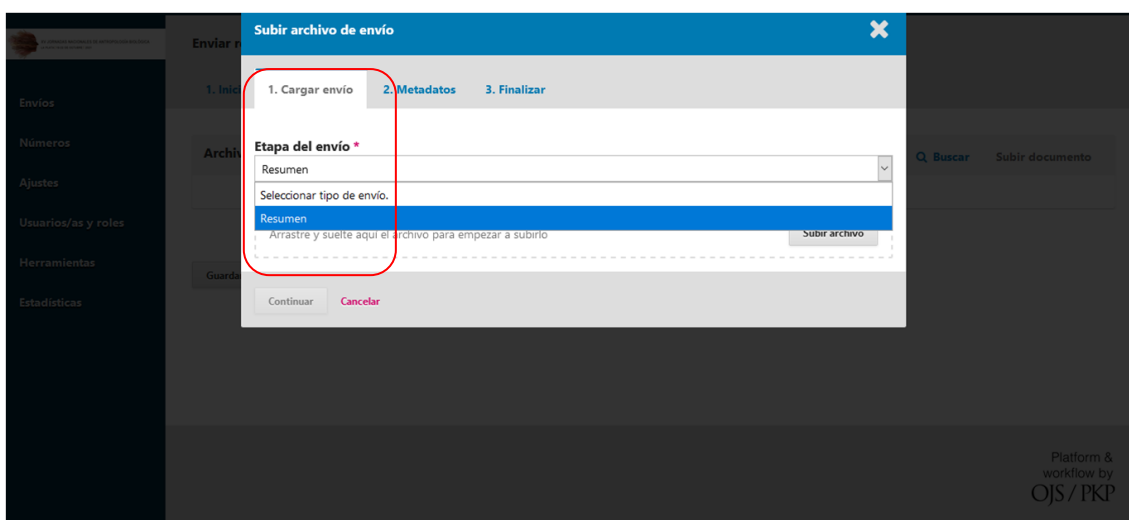 Subir archivo de envío
Enviar
1. Cargar envío 2. Metadatos 3. Finalizar
1. Inici
Envíos
Números
Ajustes
Usuarios/as y roles
Herramientas
Estadísticas
Etapa del envío *
Resumen
Seleccionar tipo de envío.
Resumen
Arrastre y suelte aquí el archivo para empezar a subirlo
Subir archivo
Archiv
Buscar Subir documento
Guarda
Continuar Cancelar
Platform &
workflow by
OJS / PKP